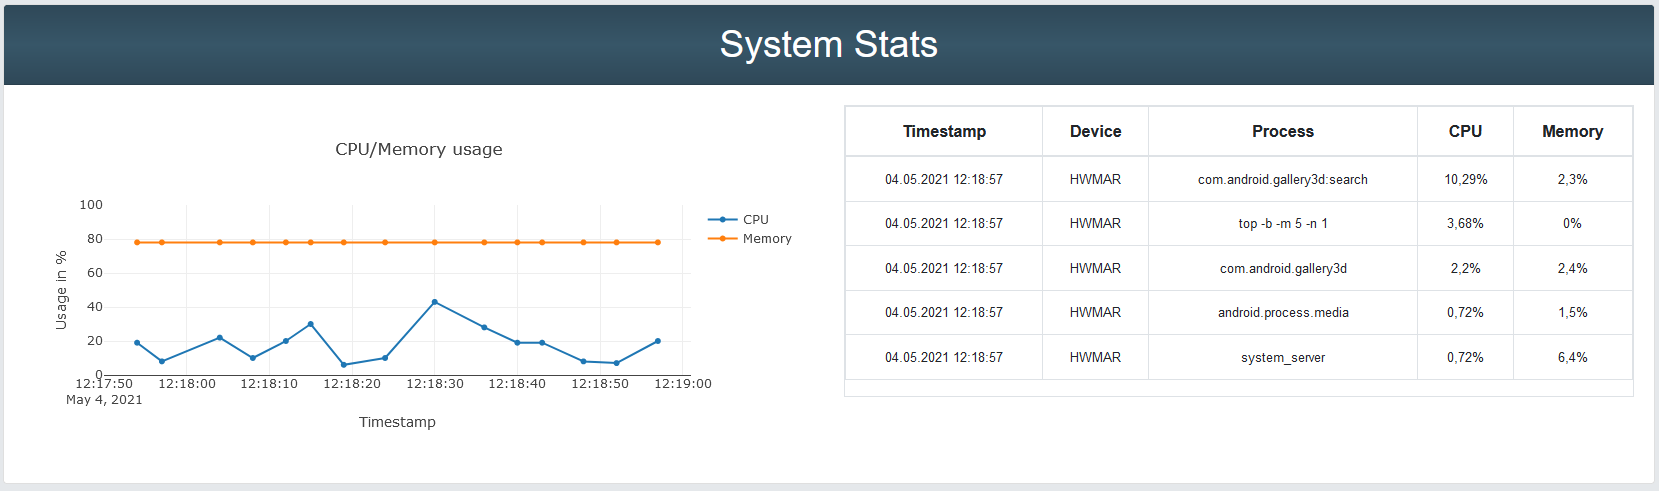 System Stats
CPU/Memory usage
100
80
60
40
20
0
Usage in %
12:17:50 12:18:00 12:18:10 12:18:20 12:18:30 12:18:40 12:18:50 12:19:00
May 4, 2021
Timestamp
CPU
Memory
Timestamp Device Process CPU Memory
04.05.2021 12:18:57 HWMAR com.android.gallery3d:search 10,29% 2,3%
04.05.2021 12:18:57 HWMAR top -b -m 5 -n 1 3,68% 0%
04.05.2021 12:18:57 HWMAR com.android.gallery3d 2,2% 2,4%
04.05.2021 12:18:57 HWMAR android.process.media 0,72% 1,5%
04.05.2021 12:18:57 HWMAR system_server 0,72% 6,4%